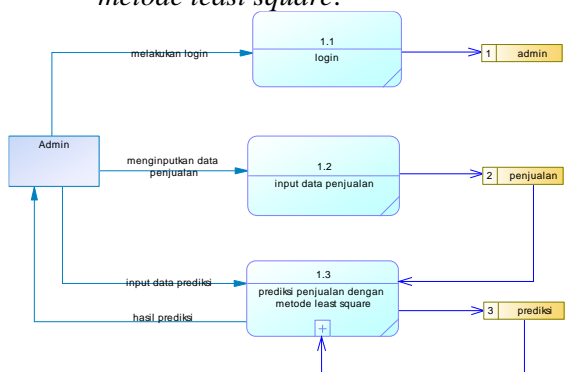 metode least square.
1.1
melakukan login
login
1 admin
Admin
menginputkan data
penjualan
1.2
input data penjualan
2 penjualan
1.3
input data prediksi
prediksi penjualan dengan
metode least square
hasil prediksi
3 prediksi